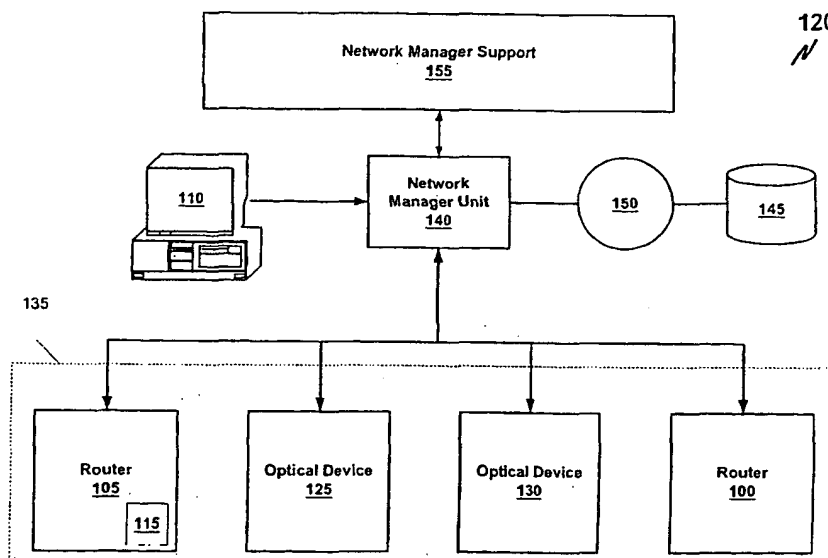 120
Network Manager Support
155
110
Network
Manager Unit
140
150
145
135
Router
105
115
Optical Device
125
Optical Device
130
Router
100